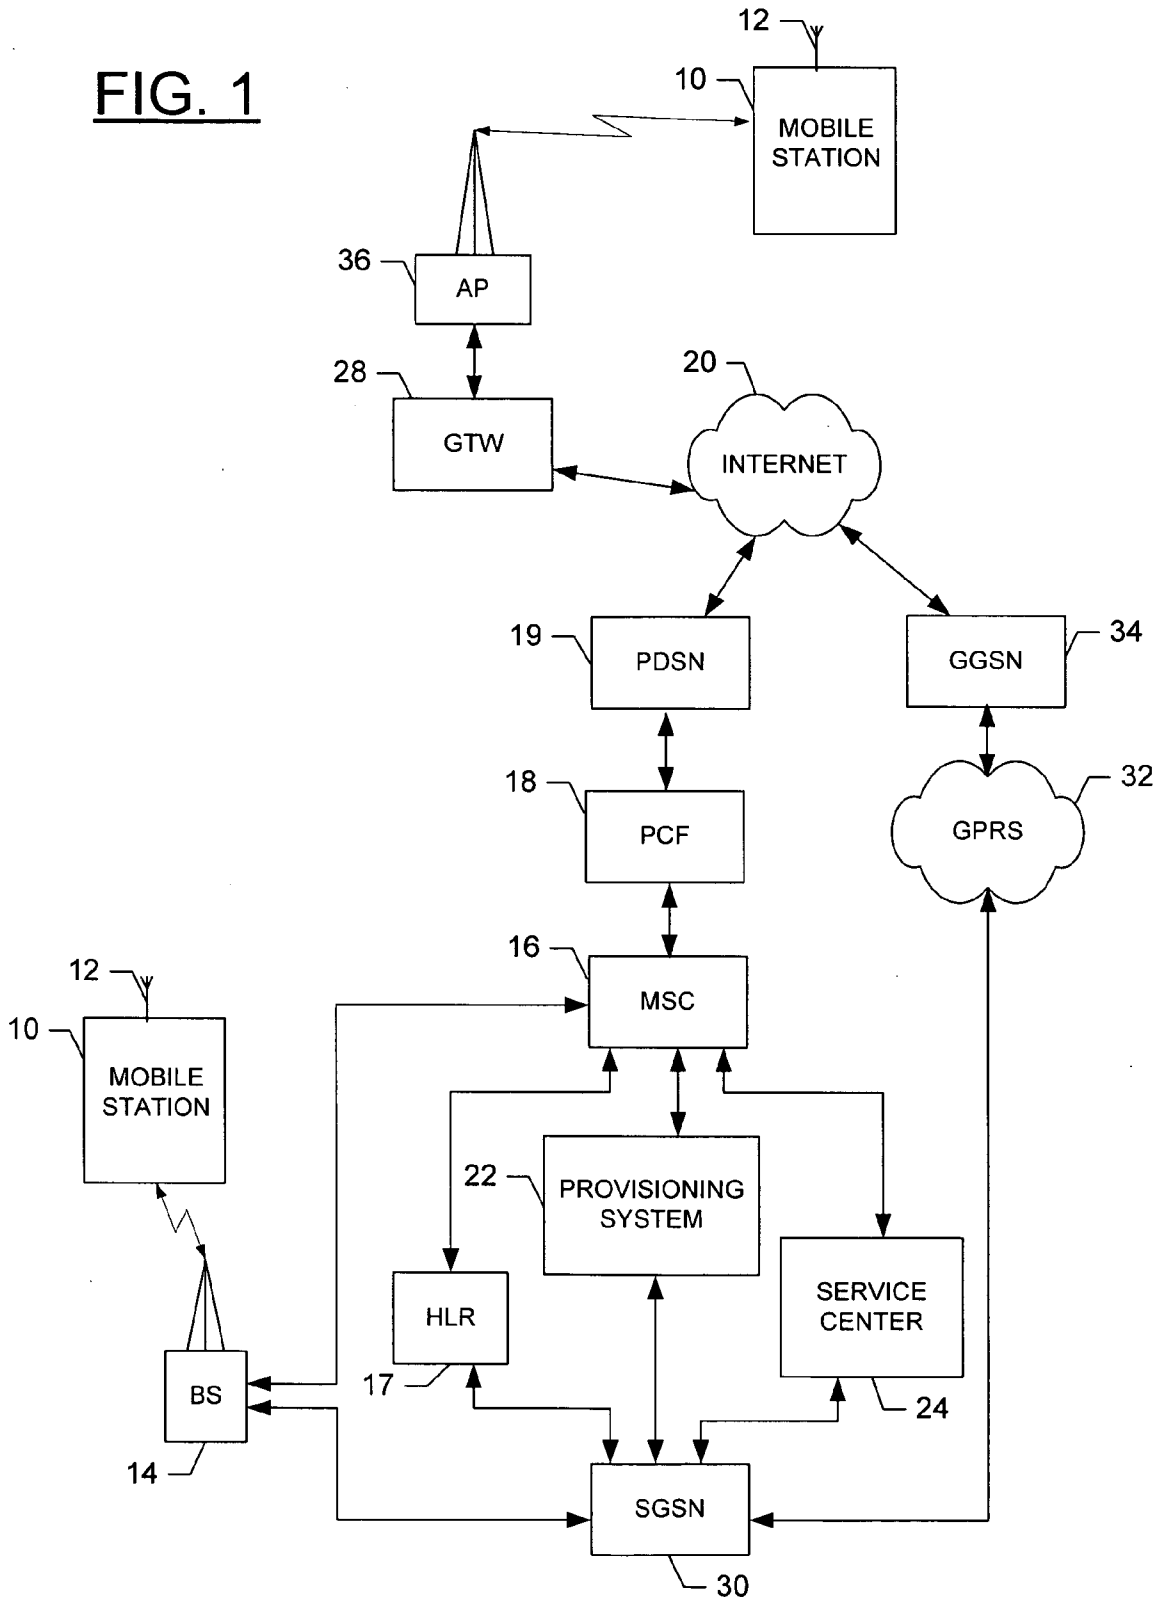 FIG. 1
12
10
MOBILE
STATION
36
AP
28
GTW
20
INTERNET
19
PDSN
GGSN
34
18
PCF
GPRS
32
16
MSC
12
10
MOBILE
STATION
22
PROVISIONING
SYSTEM
HLR
17
SERVICE
CENTER
24
BS
14
SGSN
30